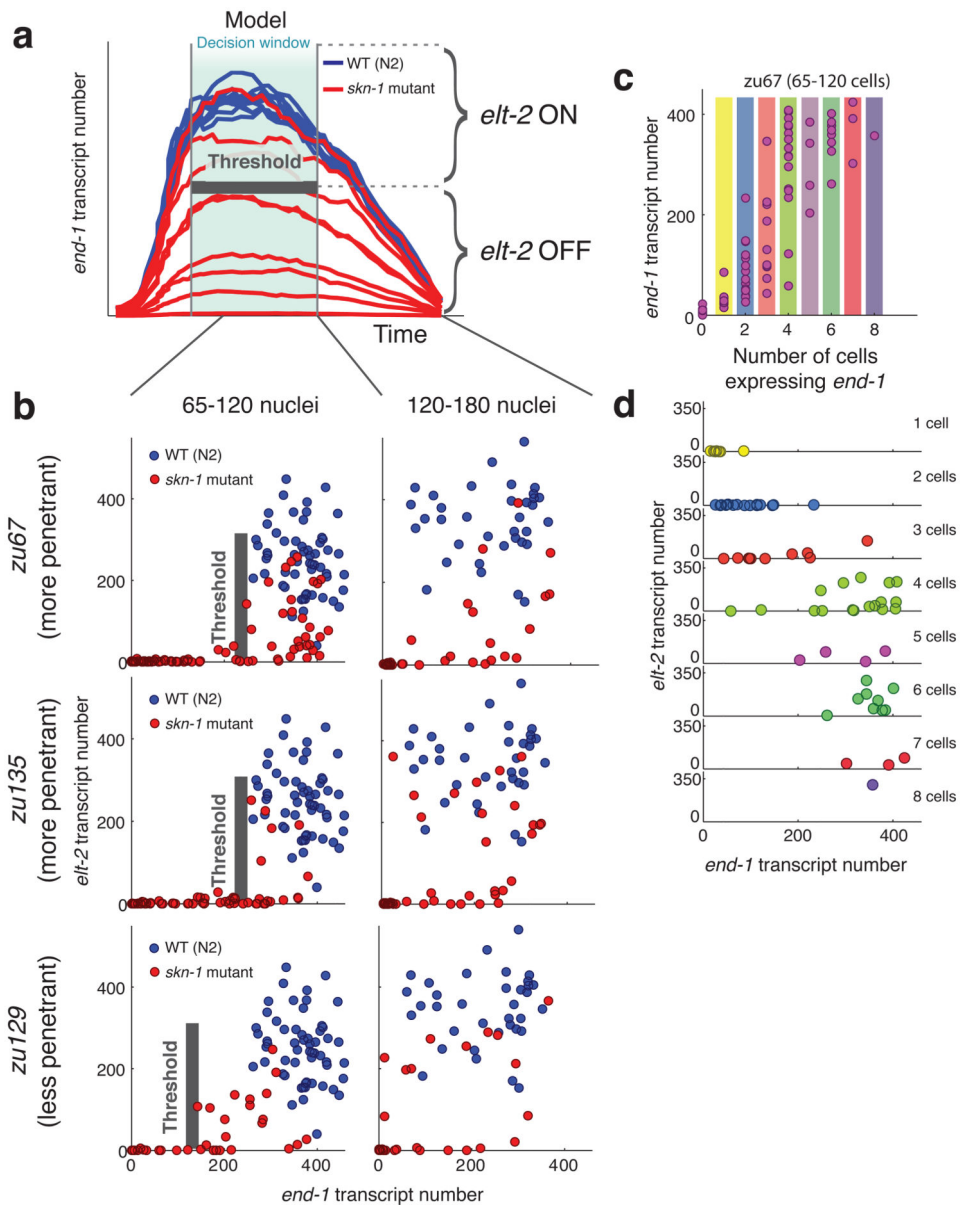 a
Model
Decision window
WT (N2)
skn-1 mutant
end-1 transcript number
Threshold
elt-2 ON
elt-2 OFF
Time
c
zu67 (65-120 cells)
end-1 transcript number
400
200
0
0
2
4
6
8
Number of cells
expressing end-1
b
65-120 nuclei
120-180 nuclei
zu67
(more penetrant)
WT (N2)
skn-1 mutant
Threshold
400
200
0
0
zu135
(more penetrant)
elt-2 transcript number
WT (N2)
skn-1 mutant
Threshold
400
200
0
0
zu129
(less penetrant)
WT (N2)
skn-1 mutant
Threshold
400
200
0
0
0
200
400
0
200
400
end-1 transcript number
d
elt-2 transcript number
350
0
1 cell
350
0
2 cells
350
0
3 cells
350
0
4 cells
350
0
5 cells
350
0
6 cells
350
0
7 cells
350
0
8 cells
0
200
400
end-1 transcript number